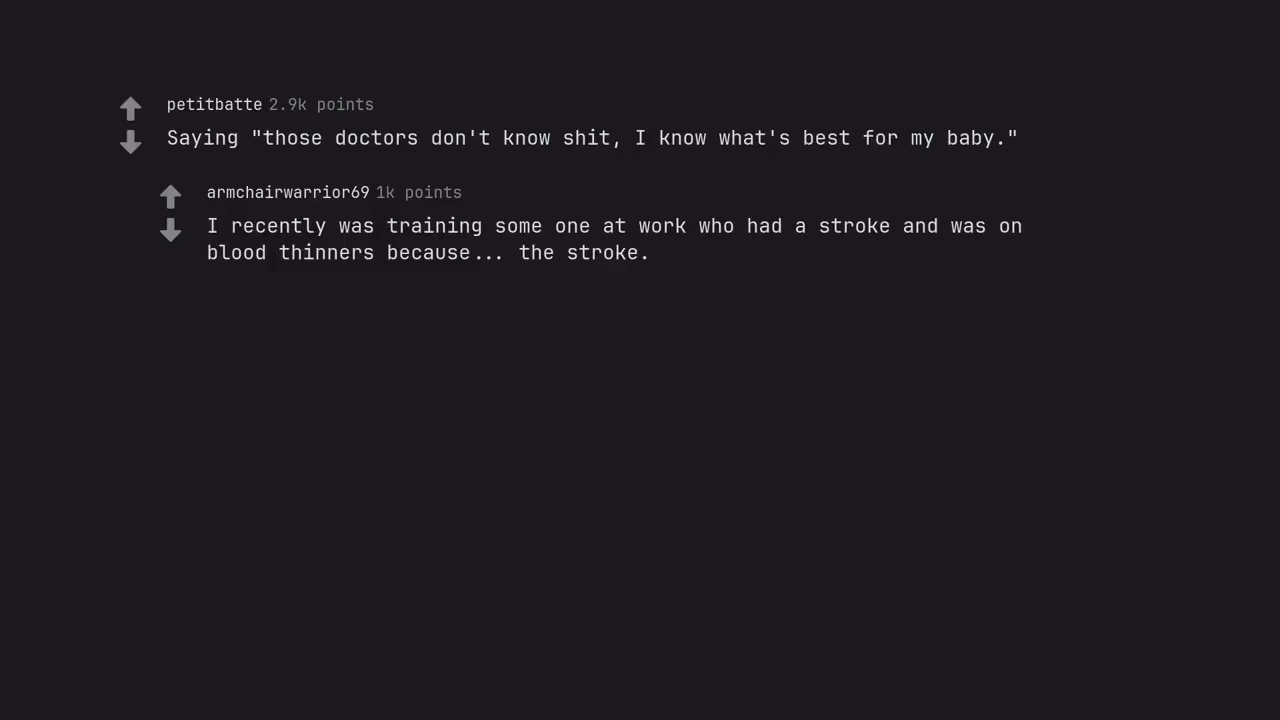 petitbatte 2.9k points
Saying "those doctors don't know shit, I know what's best for my baby."
armchairwarrior69 1k points
I recently was training some one at work who had a stroke and was on
blood thinners because... the stroke.